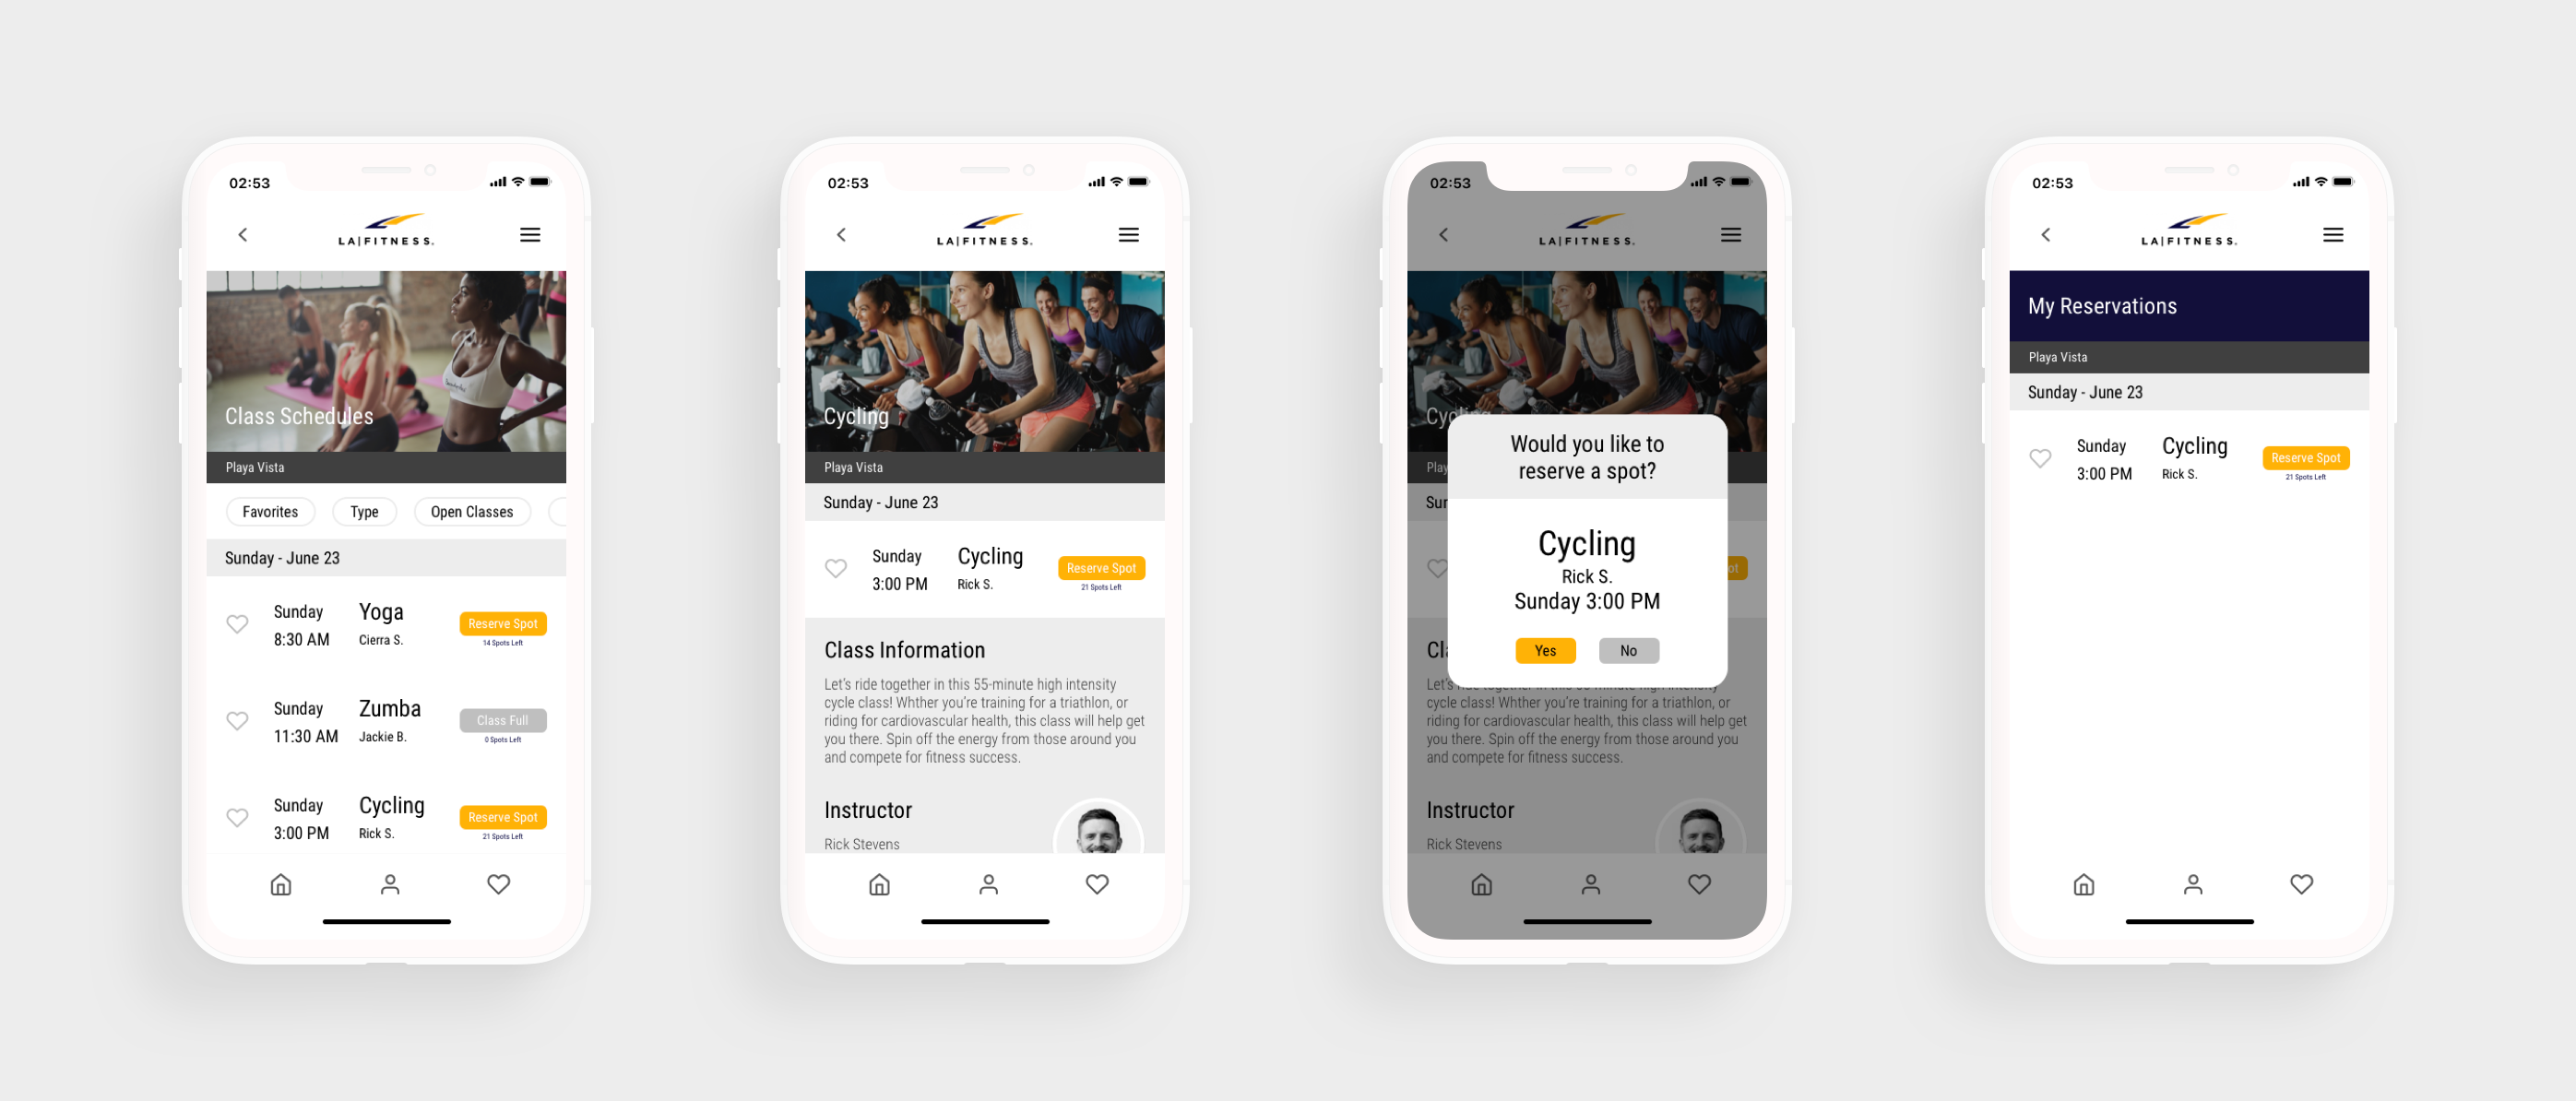 02:53
LA|FITNESS.
Class Schedules
Playa Vista
Favorites Type Open Classes
Sunday - June 23
Sunday Yoga Reserve Spot
8:30 AM Cierra S. 14 Spots Left
Sunday Zumba Class Full
11:30 AM Jackie B. 0 Spots Left
Sunday Cycling Reserve Spot
3:00 PM Rick S. 21 Spots Left
02:53
LA|FITNESS.
Cycling
Playa Vista
Sunday - June 23
Sunday Cycling Reserve Spot
3:00 PM Rick S. 21 Spots Left
Class Information
Let's ride together in this 55-minute high intensity
cycle class! Whther you're training for a triathlon, or
riding for cardiovascular health, this class will help get
you there. Spin off the energy from those around you
and compete for fitness success.
Instructor
Rick Stevens
02:53
LA|FITNESS.
Would you like to
reserve a spot?
Cycling
Rick S.
Sunday 3:00 PM
Yes No
cycle class! Whther you're training for a triathlon, or
riding for cardiovascular health, this class will help get
you there. Spin off the energy from those around you
and compete for fitness success.
Instructor
Rick Stevens
02:53
LA|FITNESS.
My Reservations
Playa Vista
Sunday - June 23
Sunday Cycling Reserve Spot
3:00 PM Rick S. 21 Spots Left